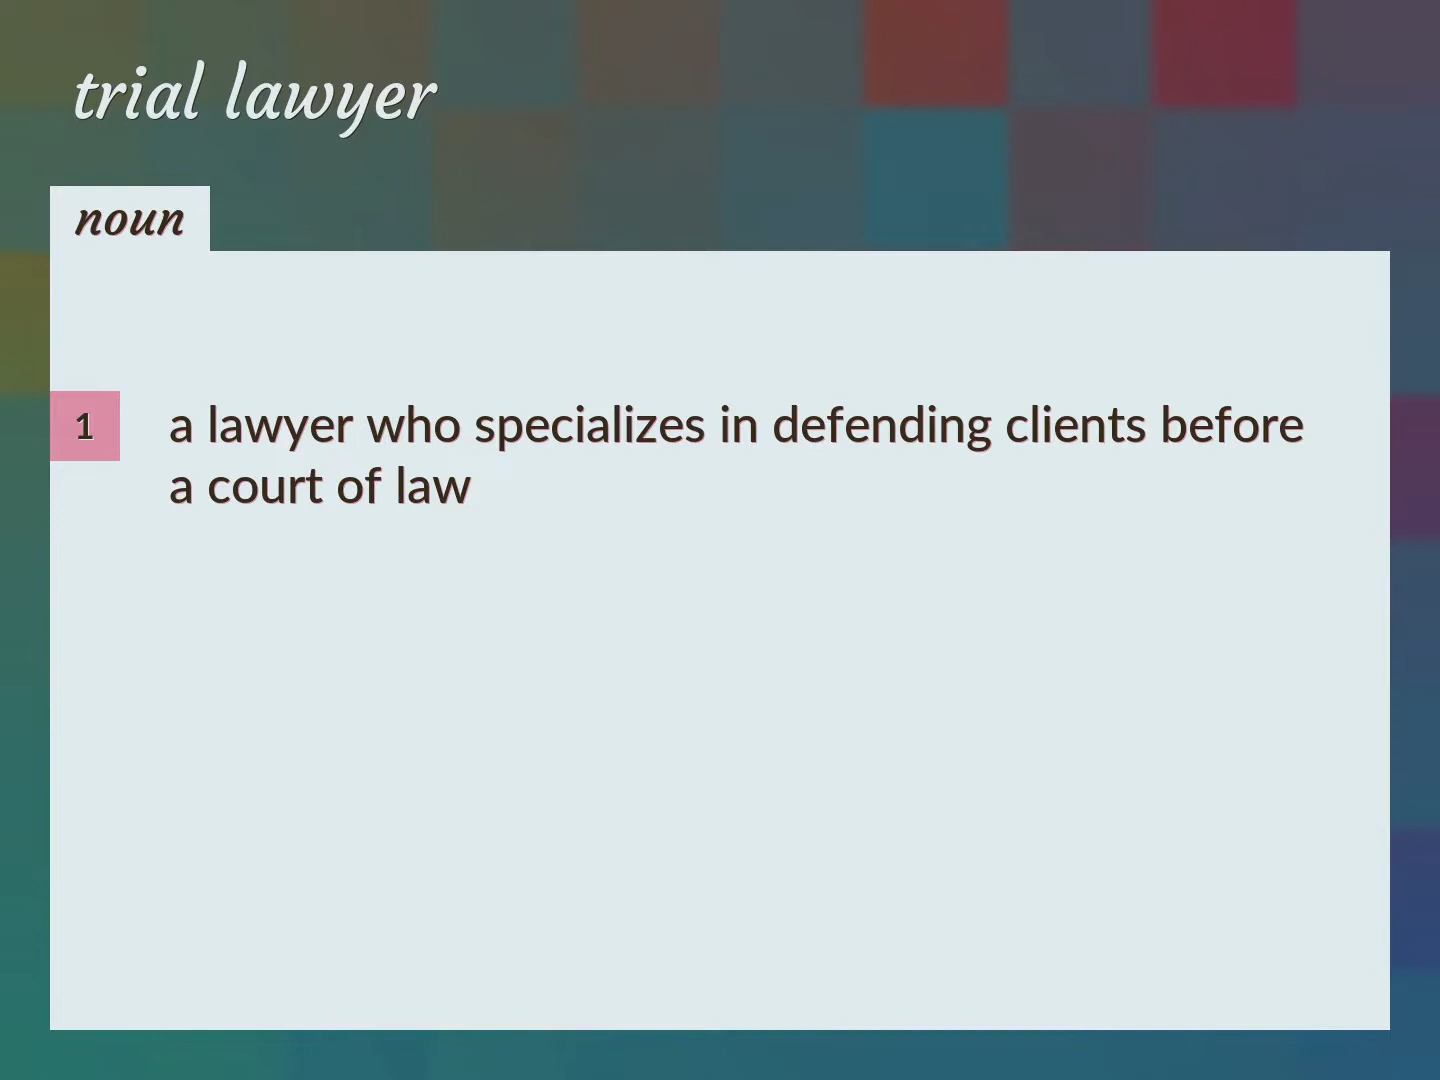 trial lawyer
noun
1 a lawyer who specializes in defending clients before
a court of law